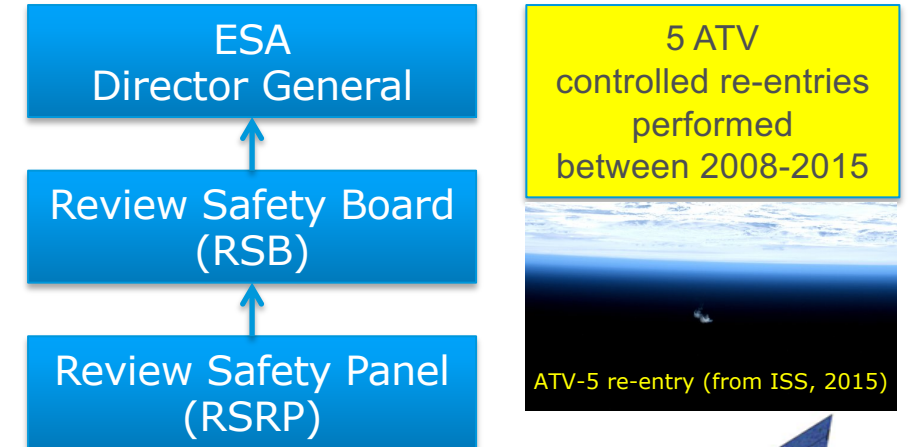 ESA
Director General
Review Safety Board
(RSB)
Review Safety Panel
(RSRP)
5 ATV
controlled re-entries
performed
between 2008-2015
ATV-5 re-entry (from ISS, 2015)